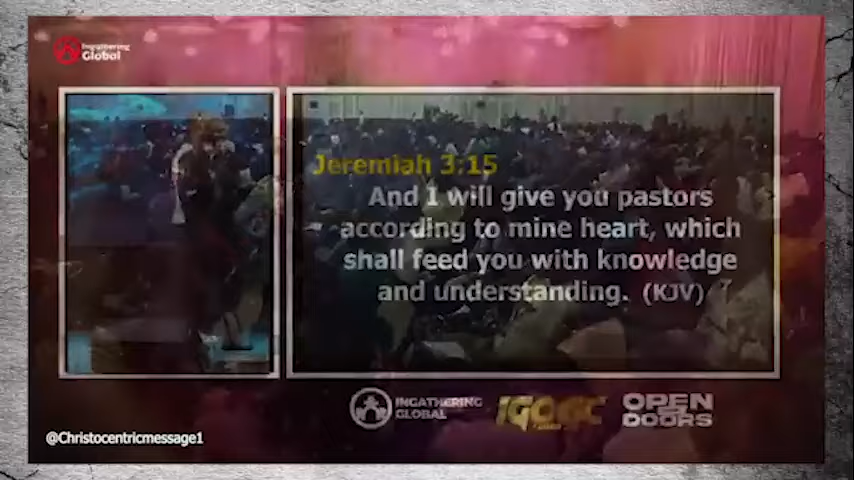 Ingathering
Global
Jeremiah 3:15
And I will give you pastors
according to mine heart, which
shall feed you with knowledge
and understanding. (KJV)
INGATHERING
GLOBAL
IGOGC
OPEN
DOORS
@Christocentricmessage1